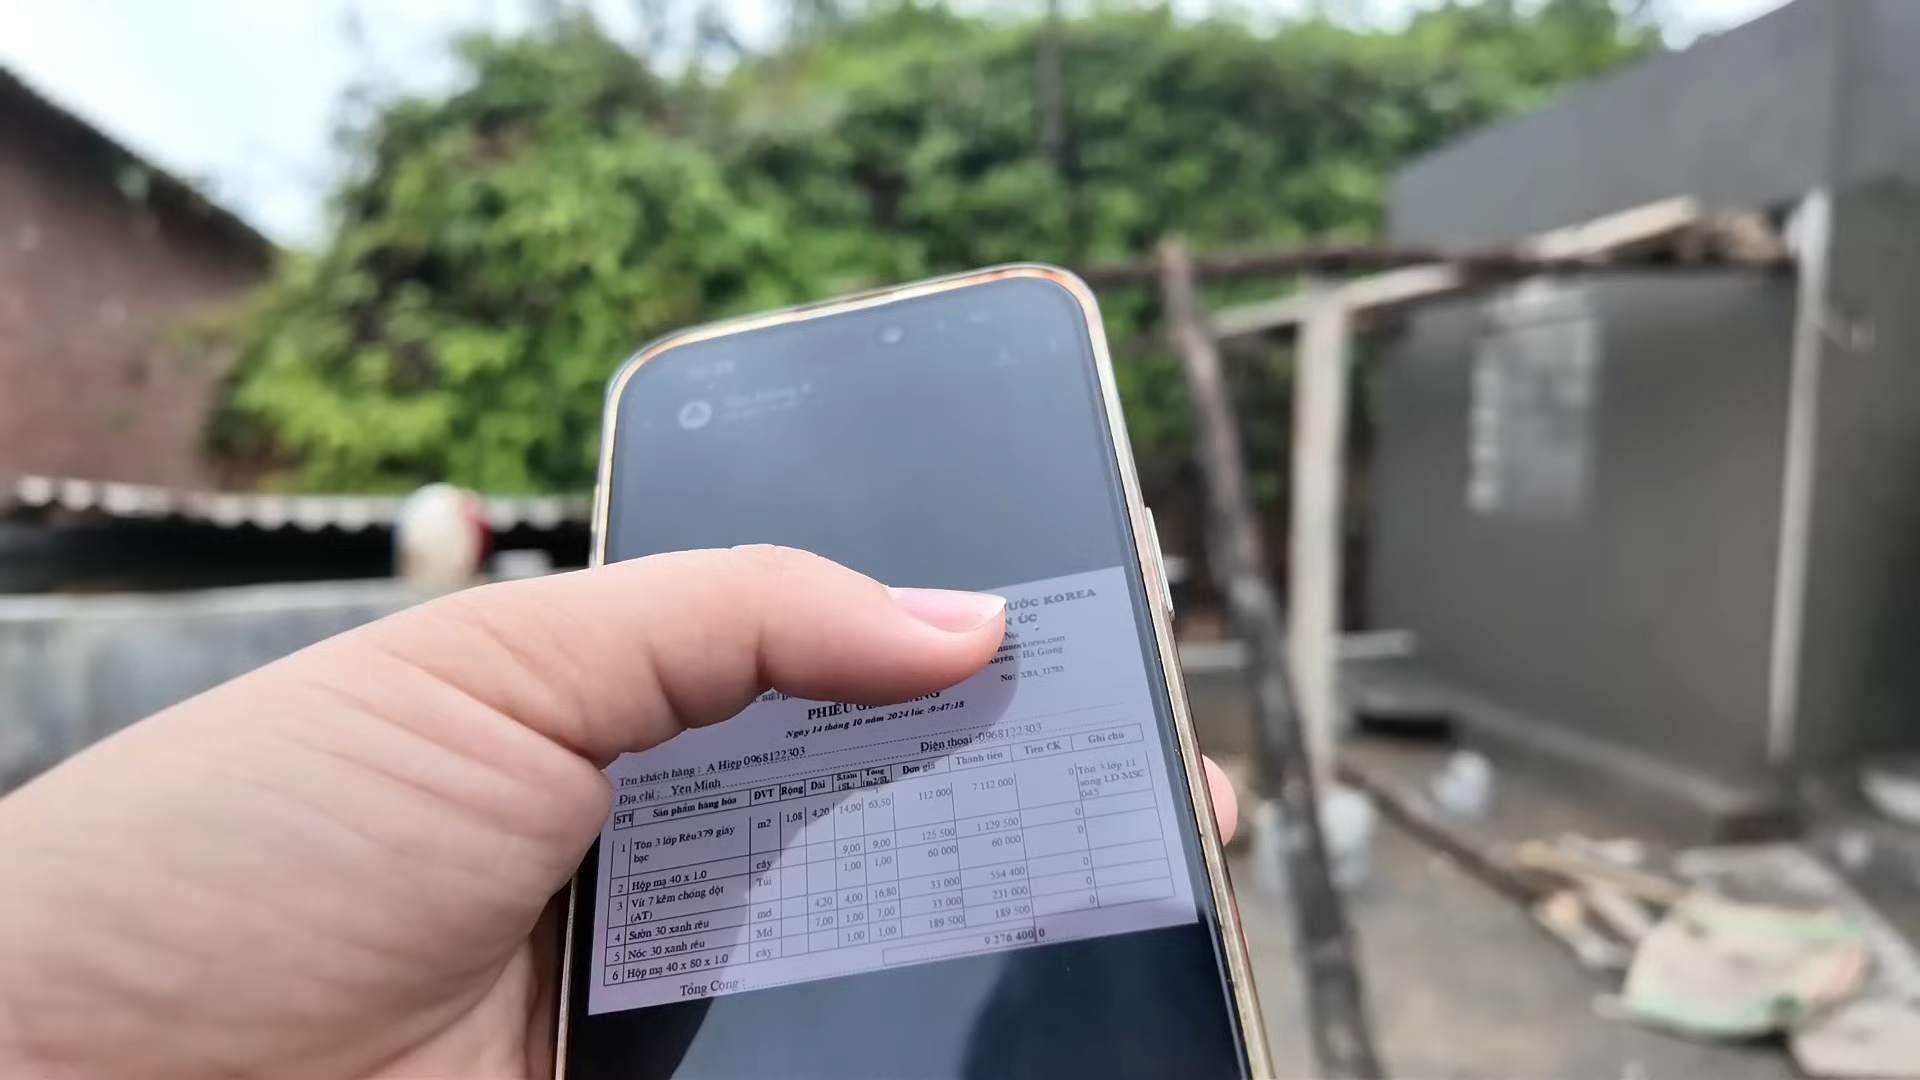 ƯỚC KOREA
N ÚC
Nội
nnuockorea.com
Xuyên - Hà Giang
No: XBA_11783
PHIẾU G
Ngày 14 tháng 10 năm 2024 lúc :9:47:18
Tên khách hàng : A Hiệp 0968122303 Điện thoại :0968122303
Địa chỉ : Yên Minh
STT Sản phẩm hàng hóa ĐVT Rộng Dài S.tấm (SL) Tổng (m2/SL) Đơn giá Thành tiền Tiền CK Ghi chú
1 Tôn 3 lớp Rêu379 giấy bạc m2 1,08 4,20 14,00 63,50 112 000 7 112 000 0 Tôn 3 lớp 11 sóng LD MSC 045
2 Hộp mạ 40 x 1.0 cây 9,00 9,00 125 500 1 129 500 0
3 Vít 7 kẽm chống dột (AT) Túi 1,00 1,00 60 000 60 000 0
4 Sườn 30 xanh rêu md 4,20 4,00 16,80 33 000 554 400
5 Nóc 30 xanh rêu Md 7,00 1,00 7,00 33 000 231 000 0
6 Hộp mạ 40 x 80 x 1.0 cây 1,00 1,00 189 500 189 500 0
Tổng Cộng : 9 276 400 0